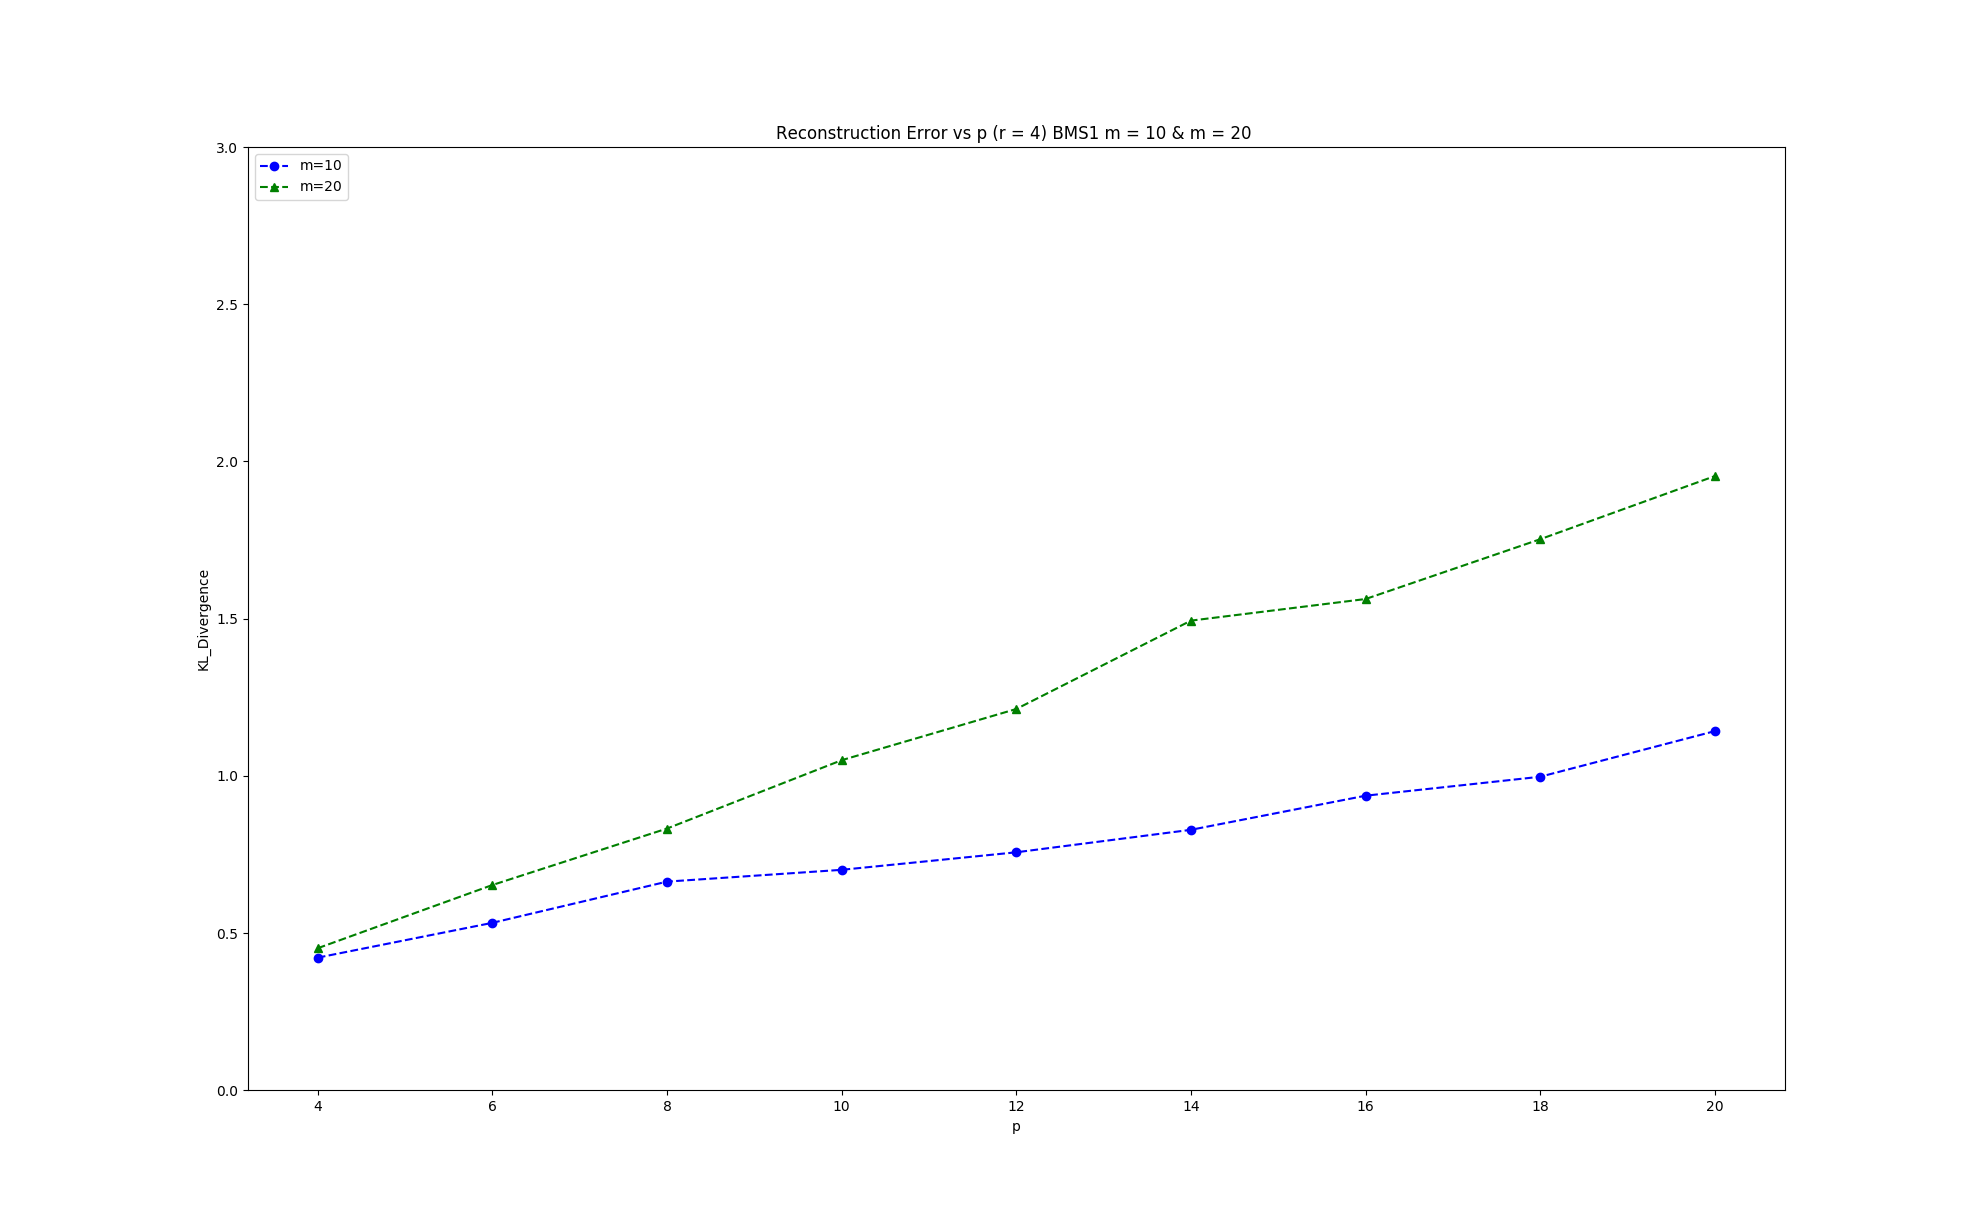 Reconstruction Error vs p (r = 4) BMS1 m = 10 & m = 20
m=10
m=20
3.0
2.5
2.0
1.5
1.0
0.5
0.0
KL_Divergence
4 6 8 10 12 14 16 18 20
p